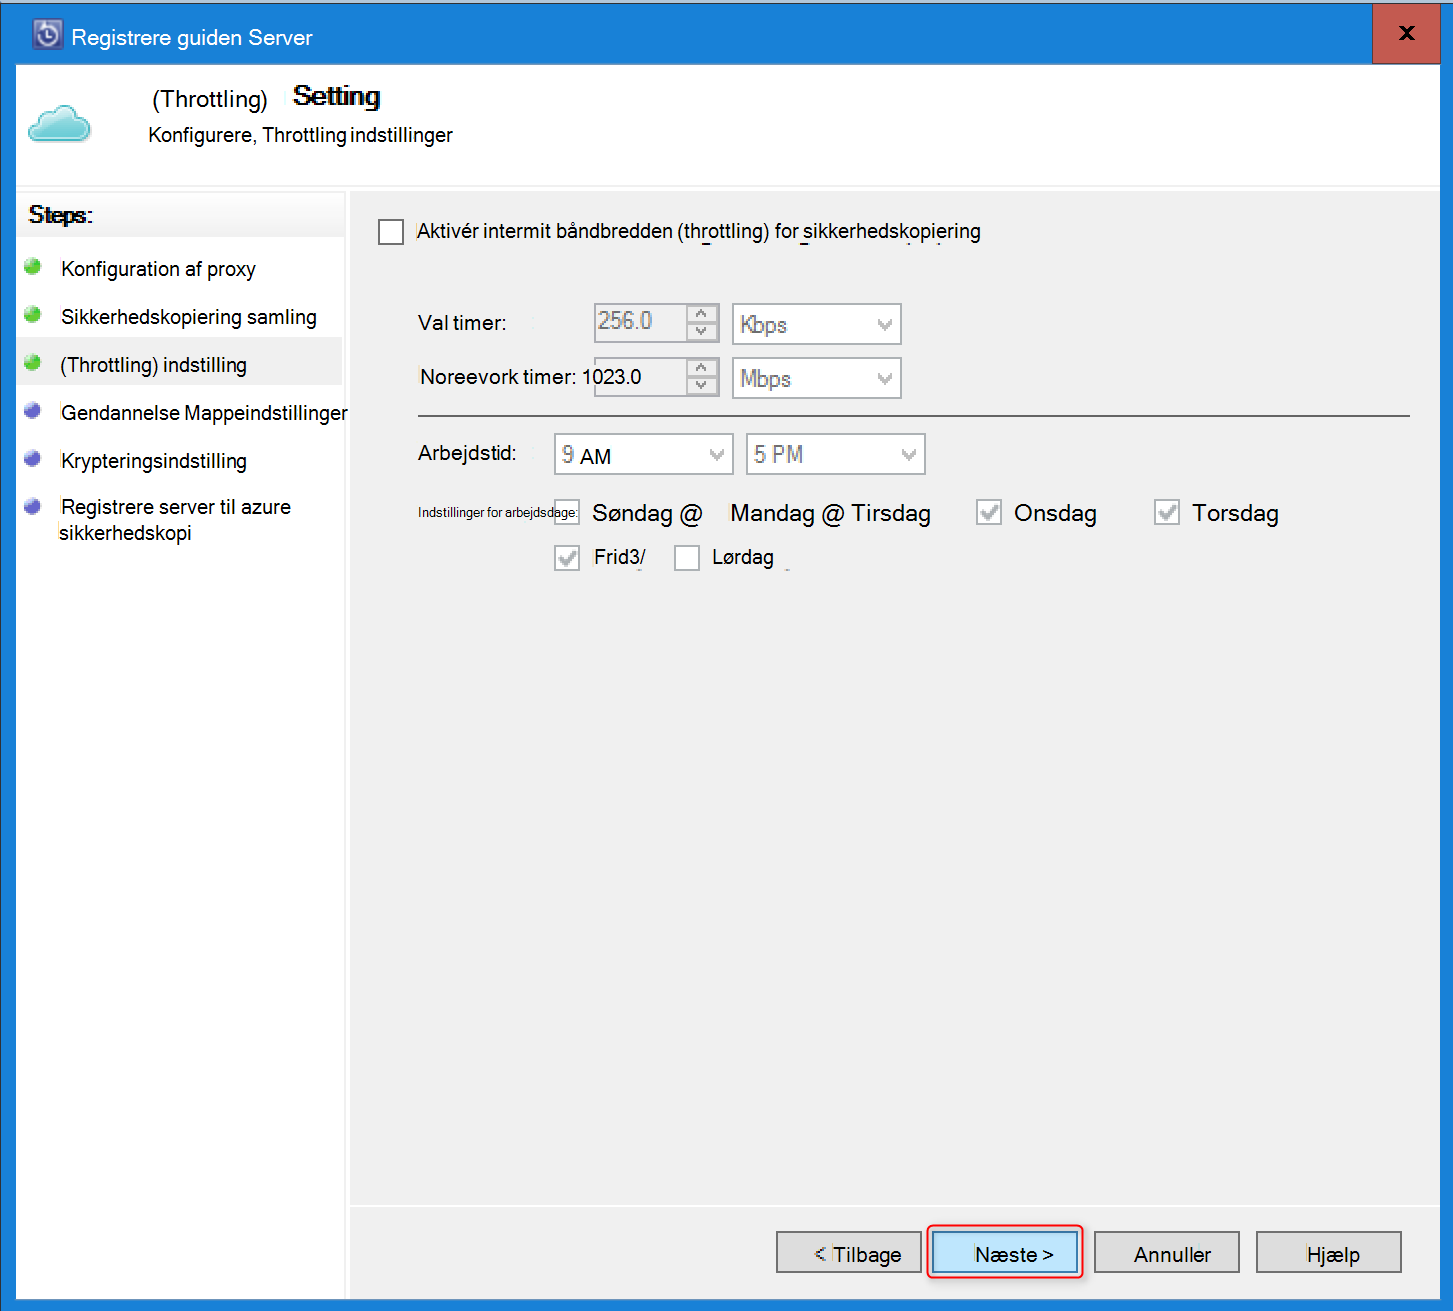 Registrere guiden Server
x
(Throttling) Setting
Konfigurere, Throttling indstillinger
Steps:
Konfiguration af proxy
Sikkerhedskopiering samling
(Throttling) indstilling
Gendannelse Mappeindstillinger
Krypteringsindstilling
Registrere server til azure
sikkerhedskopi
Aktivér intermit båndbredden (throttling) for sikkerhedskopiering
Val timer: 256.0 Kbps
Noreevork timer: 1023.0 Mbps
Arbejdstid: 9 AM 5 PM
Indstillinger for arbejdsdage: Søndag @ Mandag @ Tirsdag Onsdag Torsdag
Frid3/ Lørdag
< Tilbage Næste > Annuller Hjælp